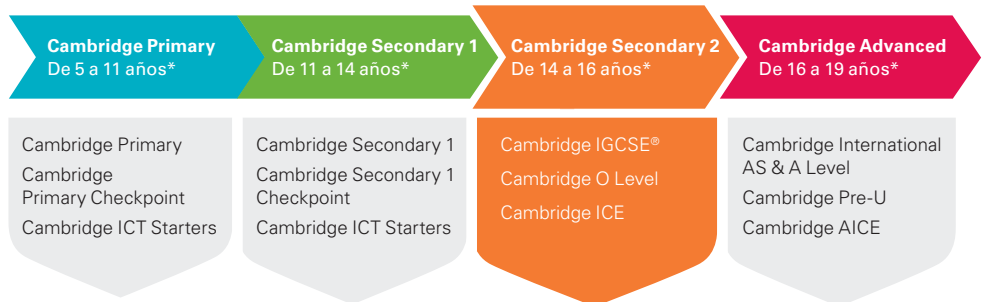 Cambridge Primary
De 5 a 11 años*
Cambridge Secondary 1
De 11 a 14 años*
Cambridge Secondary 2
De 14 a 16 años*
Cambridge Advanced
De 16 a 19 años*
Cambridge Primary
Cambridge
Primary Checkpoint
Cambridge ICT Starters
Cambridge Secondary 1
Cambridge Secondary 1
Checkpoint
Cambridge ICT Starters
Cambridge IGCSE®
Cambridge O Level
Cambridge ICE
Cambridge International
AS & A Level
Cambridge Pre-U
Cambridge AICE